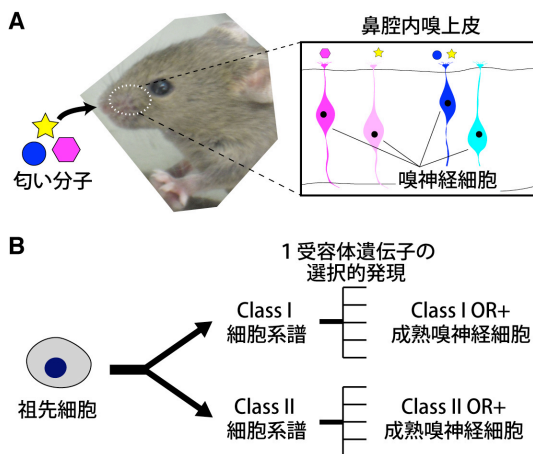 A
鼻腔内嗅上皮
匂い分子
嗅神経細胞
B
1受容体遺伝子の
選択的発現
Class I
細胞系譜
Class I OR+
成熟嗅神経細胞
祖先細胞
Class II
細胞系譜
Class II OR+
成熟嗅神経細胞